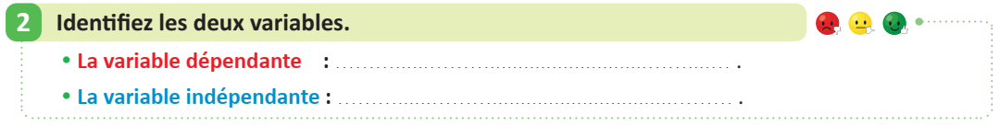 2 Identifiez les deux variables.
• La variable dépendante : ................................................................ .
• La variable indépendante : ................................................................ .